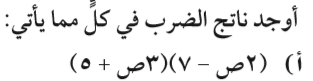 أوجد ناتج الضرب في كلٍّ مما يأتي:
أ) (٢ص − ٧)(٣ص + ٥)